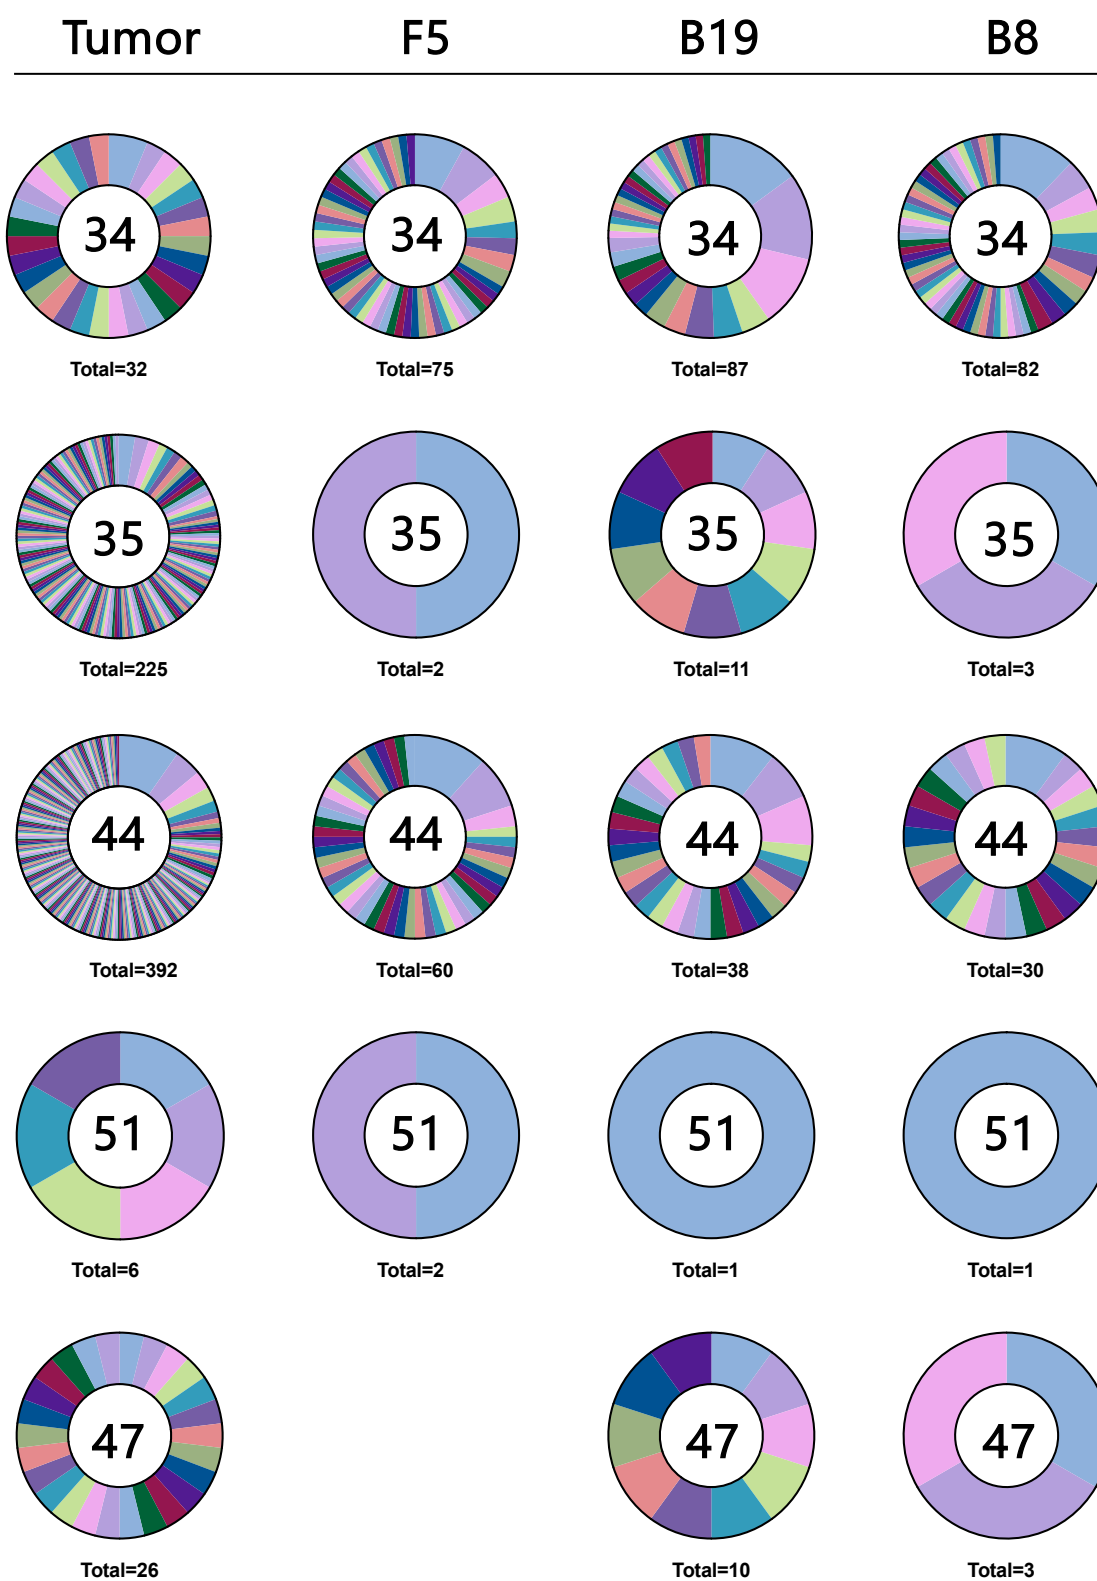 Tumor F5 B19 B8
34 34 34 34
Total=32 Total=75 Total=87 Total=82
35 35 35 35
Total=225 Total=2 Total=11 Total=3
44 44 44 44
Total=392 Total=60 Total=38 Total=30
51 51 51 51
Total=6 Total=2 Total=1 Total=1
47 47 47
Total=26 Total=10 Total=3